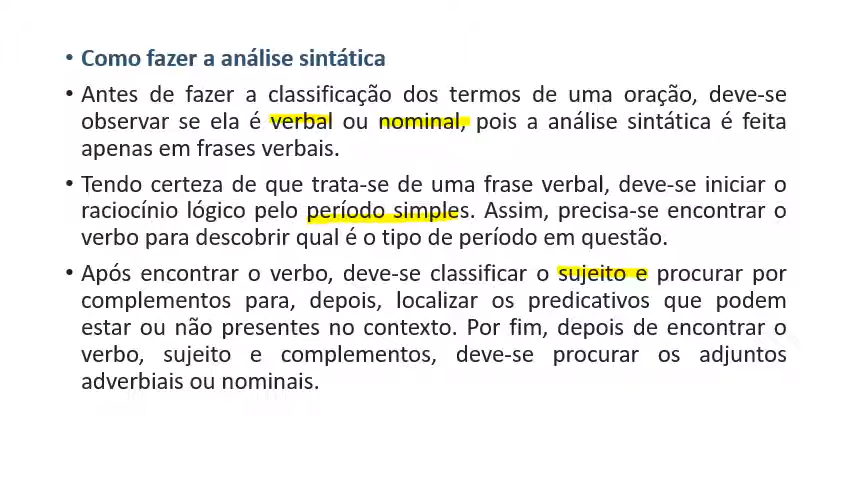 • Como fazer a análise sintática
• Antes de fazer a classificação dos termos de uma oração, deve-se
observar se ela é verbal ou nominal, pois a análise sintática é feita
apenas em frases verbais.
• Tendo certeza de que trata-se de uma frase verbal, deve-se iniciar o
raciocínio lógico pelo período simples. Assim, precisa-se encontrar o
verbo para descobrir qual é o tipo de período em questão.
• Após encontrar o verbo, deve-se classificar o sujeito e procurar por
complementos para, depois, localizar os predicativos que podem
estar ou não presentes no contexto. Por fim, depois de encontrar o
verbo, sujeito e complementos, deve-se procurar os adjuntos
adverbiais ou nominais.